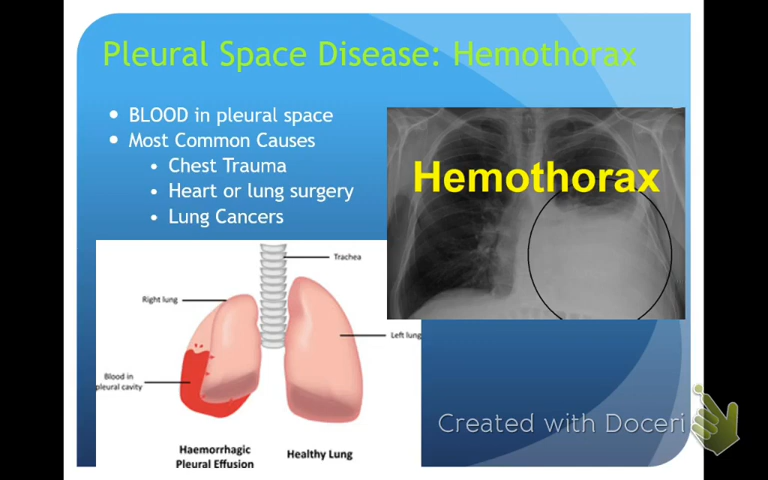 Pleural Space Disease: Hemothorax
BLOOD in pleural space
Most Common Causes
Chest Trauma
Heart or lung surgery
Lung Cancers
Hemothorax
Trachea
Right lung
Left lung
Blood in
pleural cavity
Haemorrhagic
Pleural Effusion
Healthy Lung
Created with Doceri